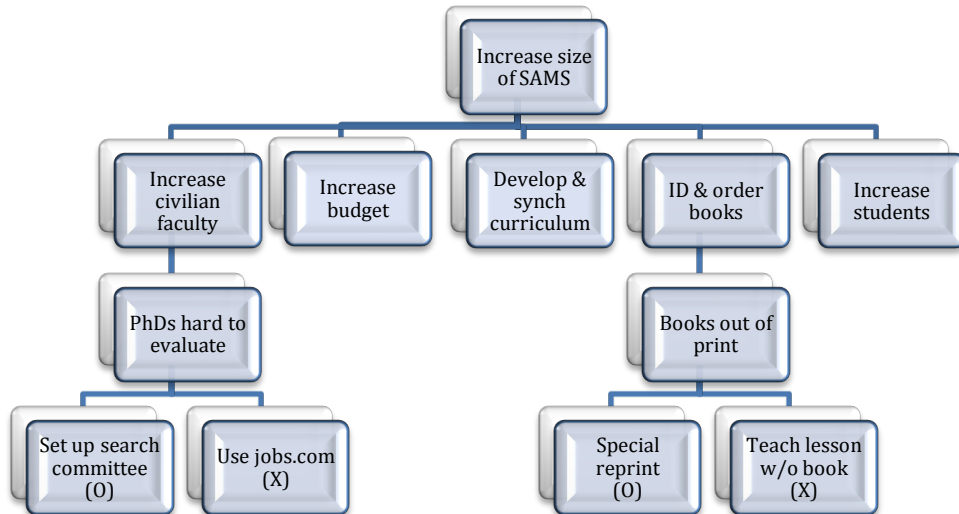 Increase size
of SAMS
Increase
civilian
faculty
Increase
budget
Develop &
synch
curriculum
ID & order
books
Increase
students
PhDs hard to
evaluate
Books out of
print
Set up search
committee
(O)
Use jobs.com
(X)
Special
reprint
(O)
Teach lesson
w/o book
(X)